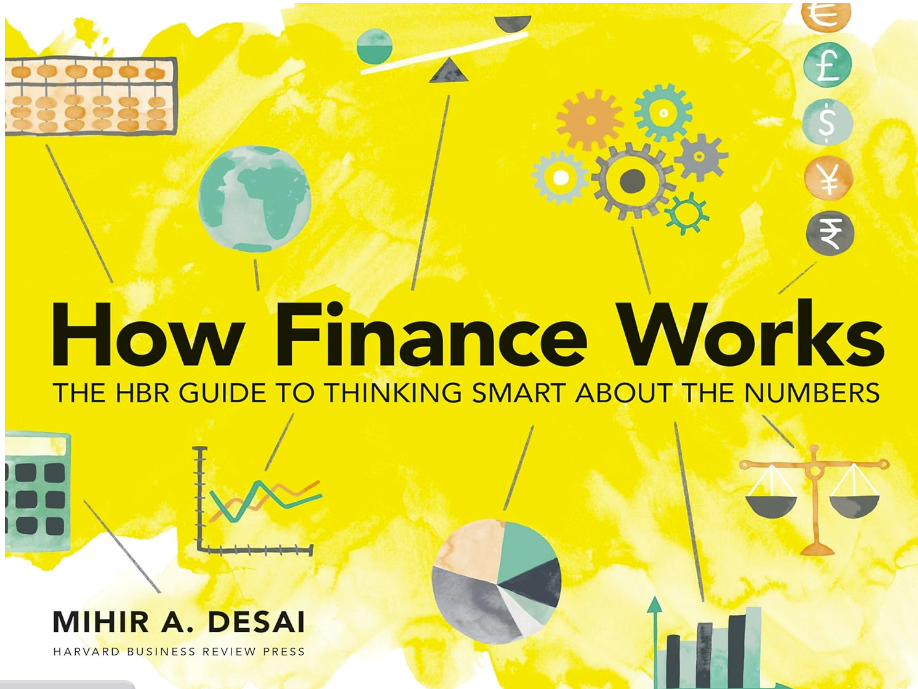 €
£
$
¥
₹
How Finance Works
THE HBR GUIDE TO THINKING SMART ABOUT THE NUMBERS
MIHIR A. DESAI
HARVARD BUSINESS REVIEW PRESS